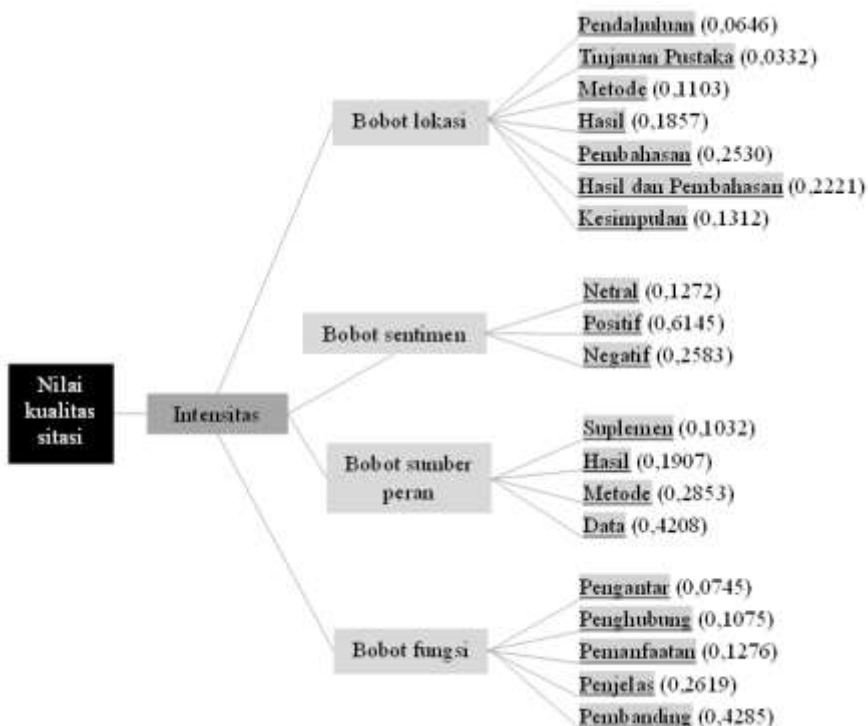 Nilai
kualitas
sitasi
Intensitas
Bobot lokasi
Pendahuluan (0,0646)
Tinjauan Pustaka (0,0332)
Metode (0,1103)
Hasil (0,1857)
Pembahasan (0,2530)
Hasil dan Pembahasan (0,2221)
Kesimpulan (0,1312)
Bobot sentimen
Netral (0,1272)
Positif (0,6145)
Negatif (0,2583)
Bobot sumber
peran
Suplemen (0,1032)
Hasil (0,1907)
Metode (0,2853)
Data (0,4208)
Bobot fungsi
Pengantar (0,0745)
Penghubung (0,1075)
Pemanfaatan (0,1276)
Penjelas (0,2619)
Pembanding (0,4285)